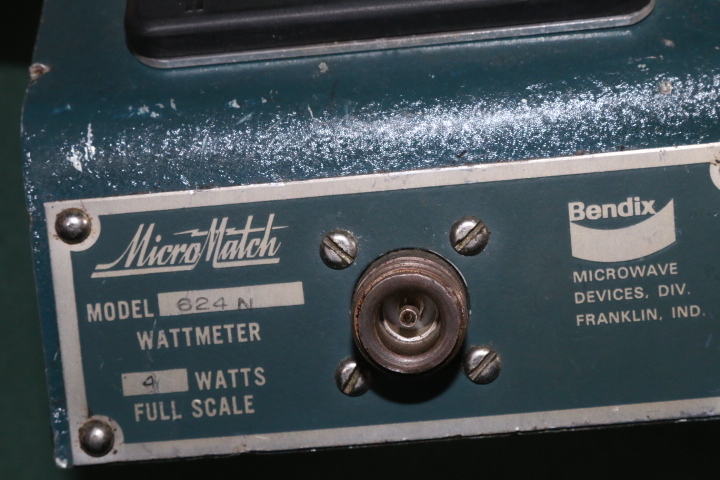 MicroMatch
MODEL 624 N
WATTMETER
4 WATTS
FULL SCALE
Bendix
MICROWAVE
DEVICES, DIV.
FRANKLIN, IND.